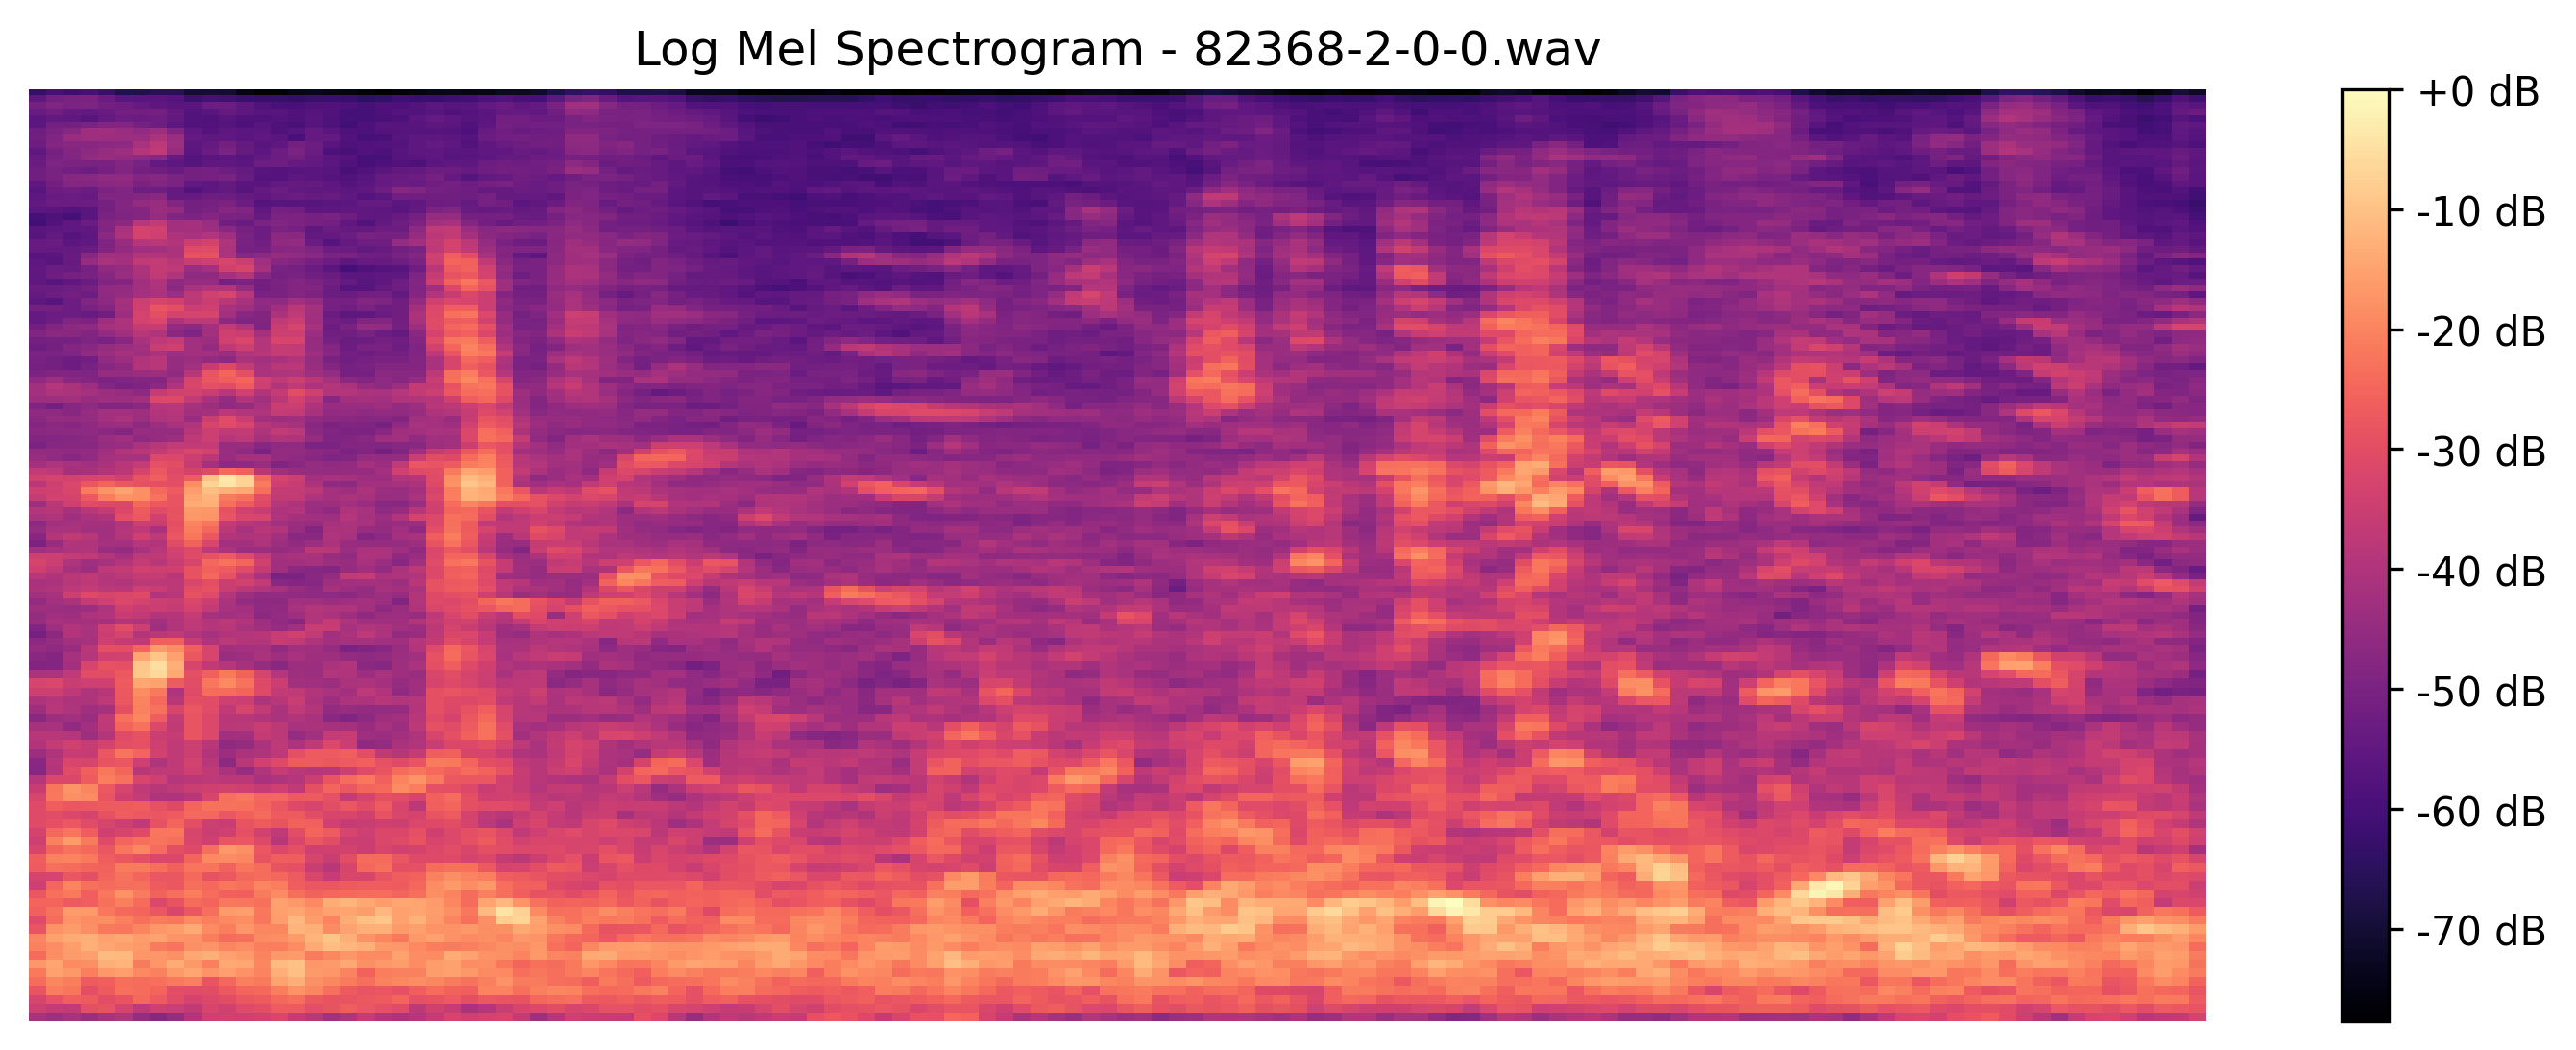 Log Mel Spectrogram - 82368-2-0-0.wav
+0 dB
-10 dB
-20 dB
-30 dB
-40 dB
-50 dB
-60 dB
-70 dB